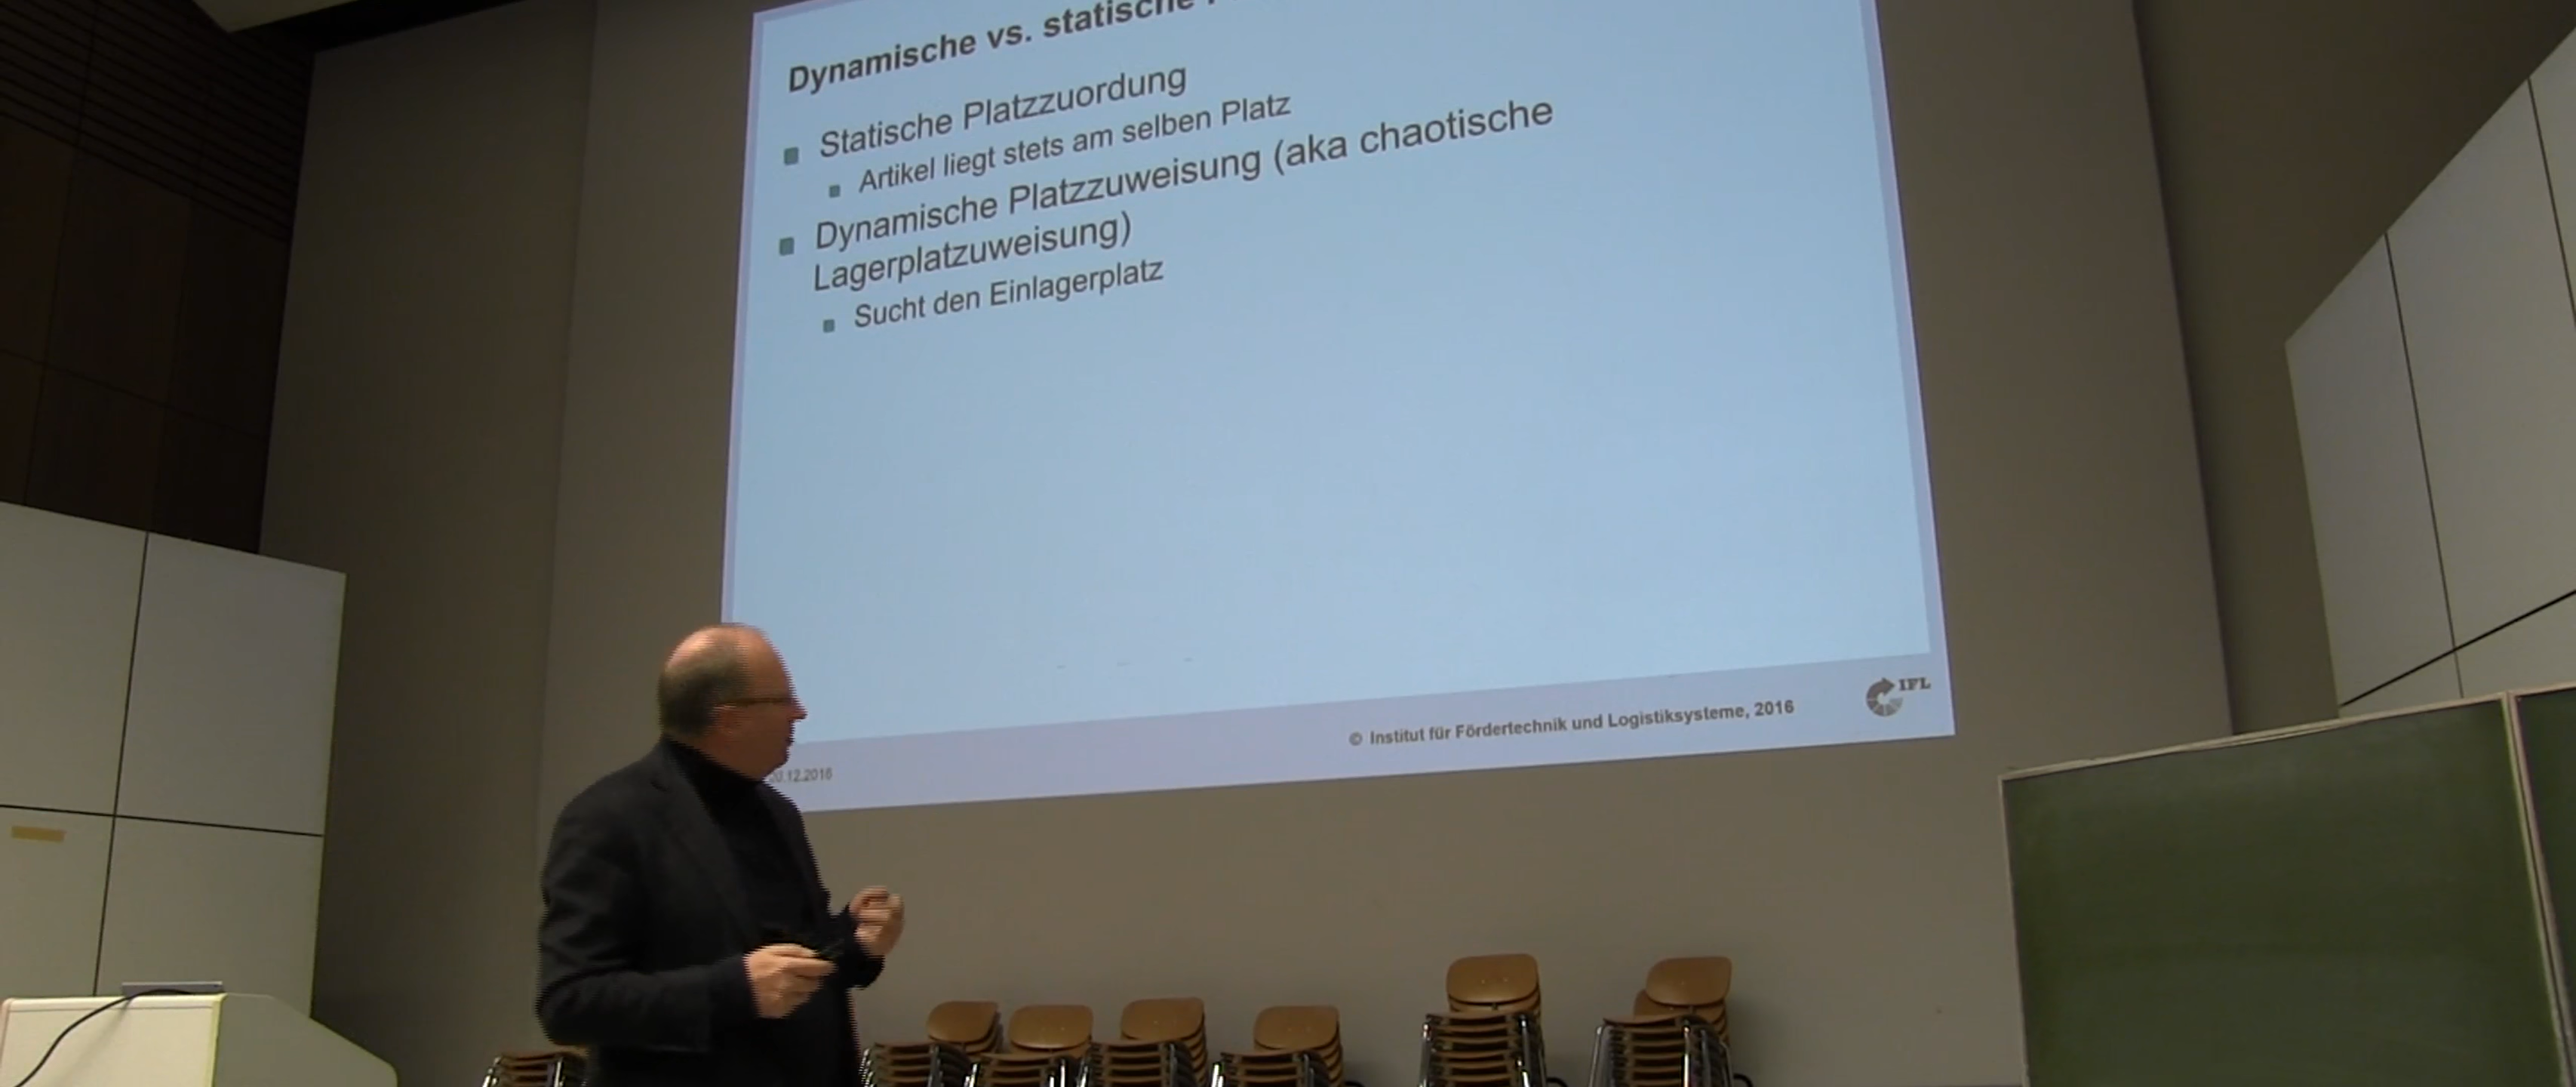 Dynamische vs. statische
Statische Platzzuordung
Artikel liegt stets am selben Platz
Dynamische Platzzuweisung (aka chaotische
Lagerplatzuweisung)
Sucht den Einlagerplatz
© Institut für Fördertechnik und Logistiksysteme, 2016
IFL